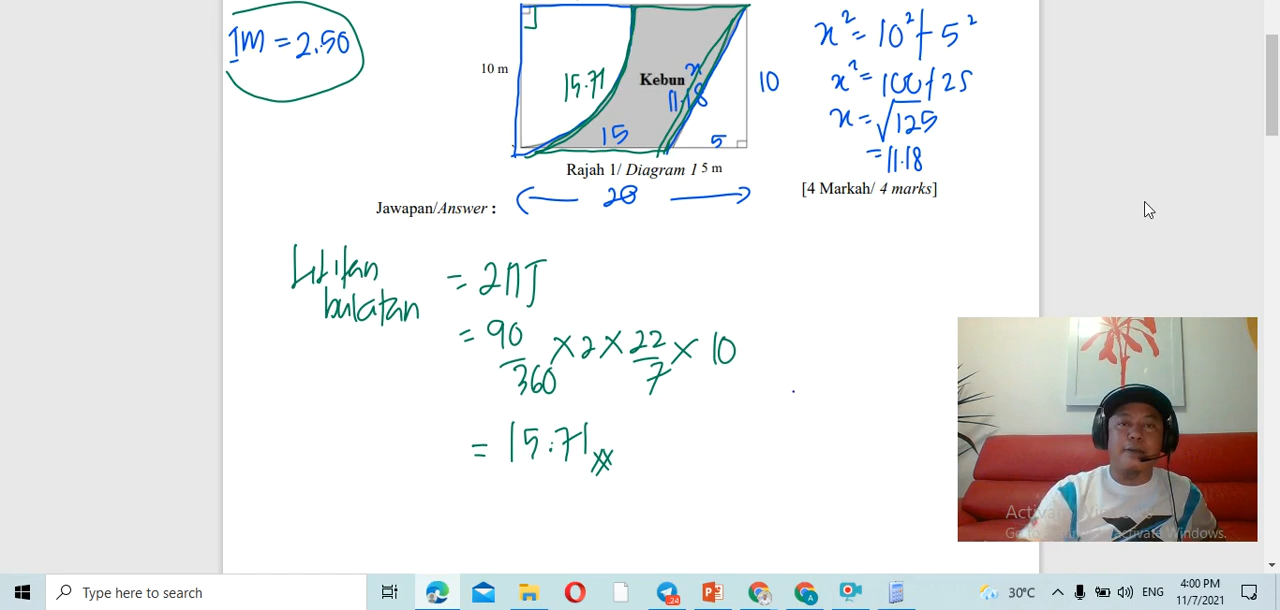 1m = 2.50
10 m
15.71
Kebun
x
11.18
15
5
10
x² = 10² + 5²
x² = 100 + 25
x = √125
= 11.18
Rajah 1/ Diagram 1 5 m
[4 Markah/ 4 marks]
20
Jawapan/Answer :
Lilitan bulatan
= 2πj
= 90/360 × 2 × 22/7 × 10
= 15.71
Type here to search
24
30°C
ENG
4:00 PM
11/7/2021